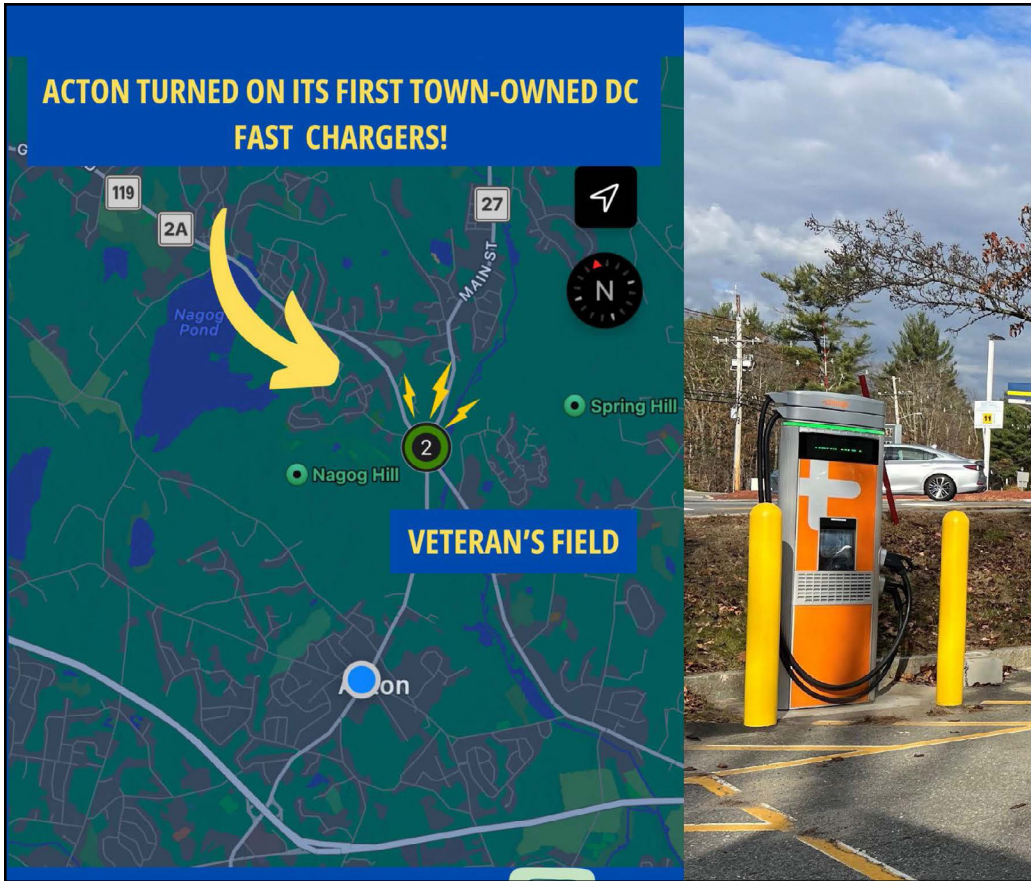 ACTON TURNED ON ITS FIRST TOWN-OWNED DC
FAST CHARGERS!
119
2A
27
MAIN ST
N
Nagog
Pond
Spring Hill
2
Nagog Hill
VETERAN'S FIELD
11